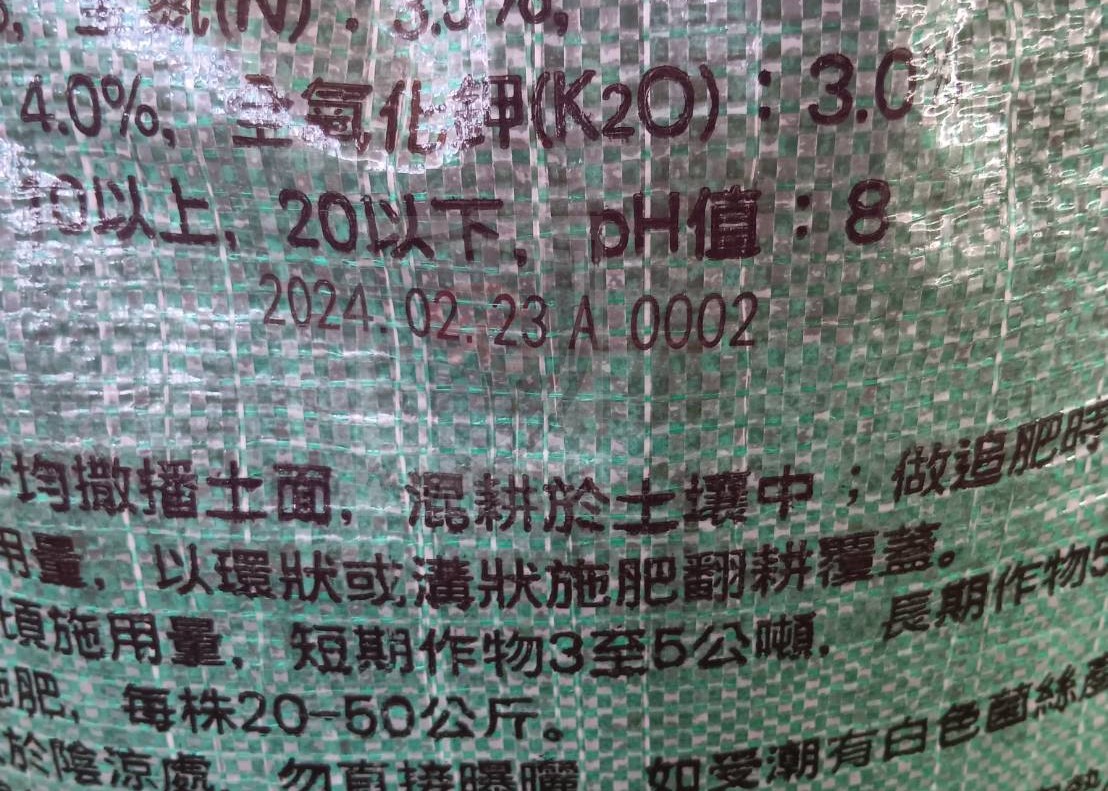 全氮(N):3.5%,
4.0%, 全氧化鉀(K2O):3.0
10以上, 20以下, pH值:8
2024.02.23 A 0002
均撒播土面, 混耕於土壤中;做追肥時
用量, 以環狀或溝狀施肥翻耕覆蓋。
頃施用量, 短期作物3至5公噸, 長期作物5
施肥, 每株20-50公斤。
於陰涼處, 勿直接曝曬 如受潮有白色菌絲